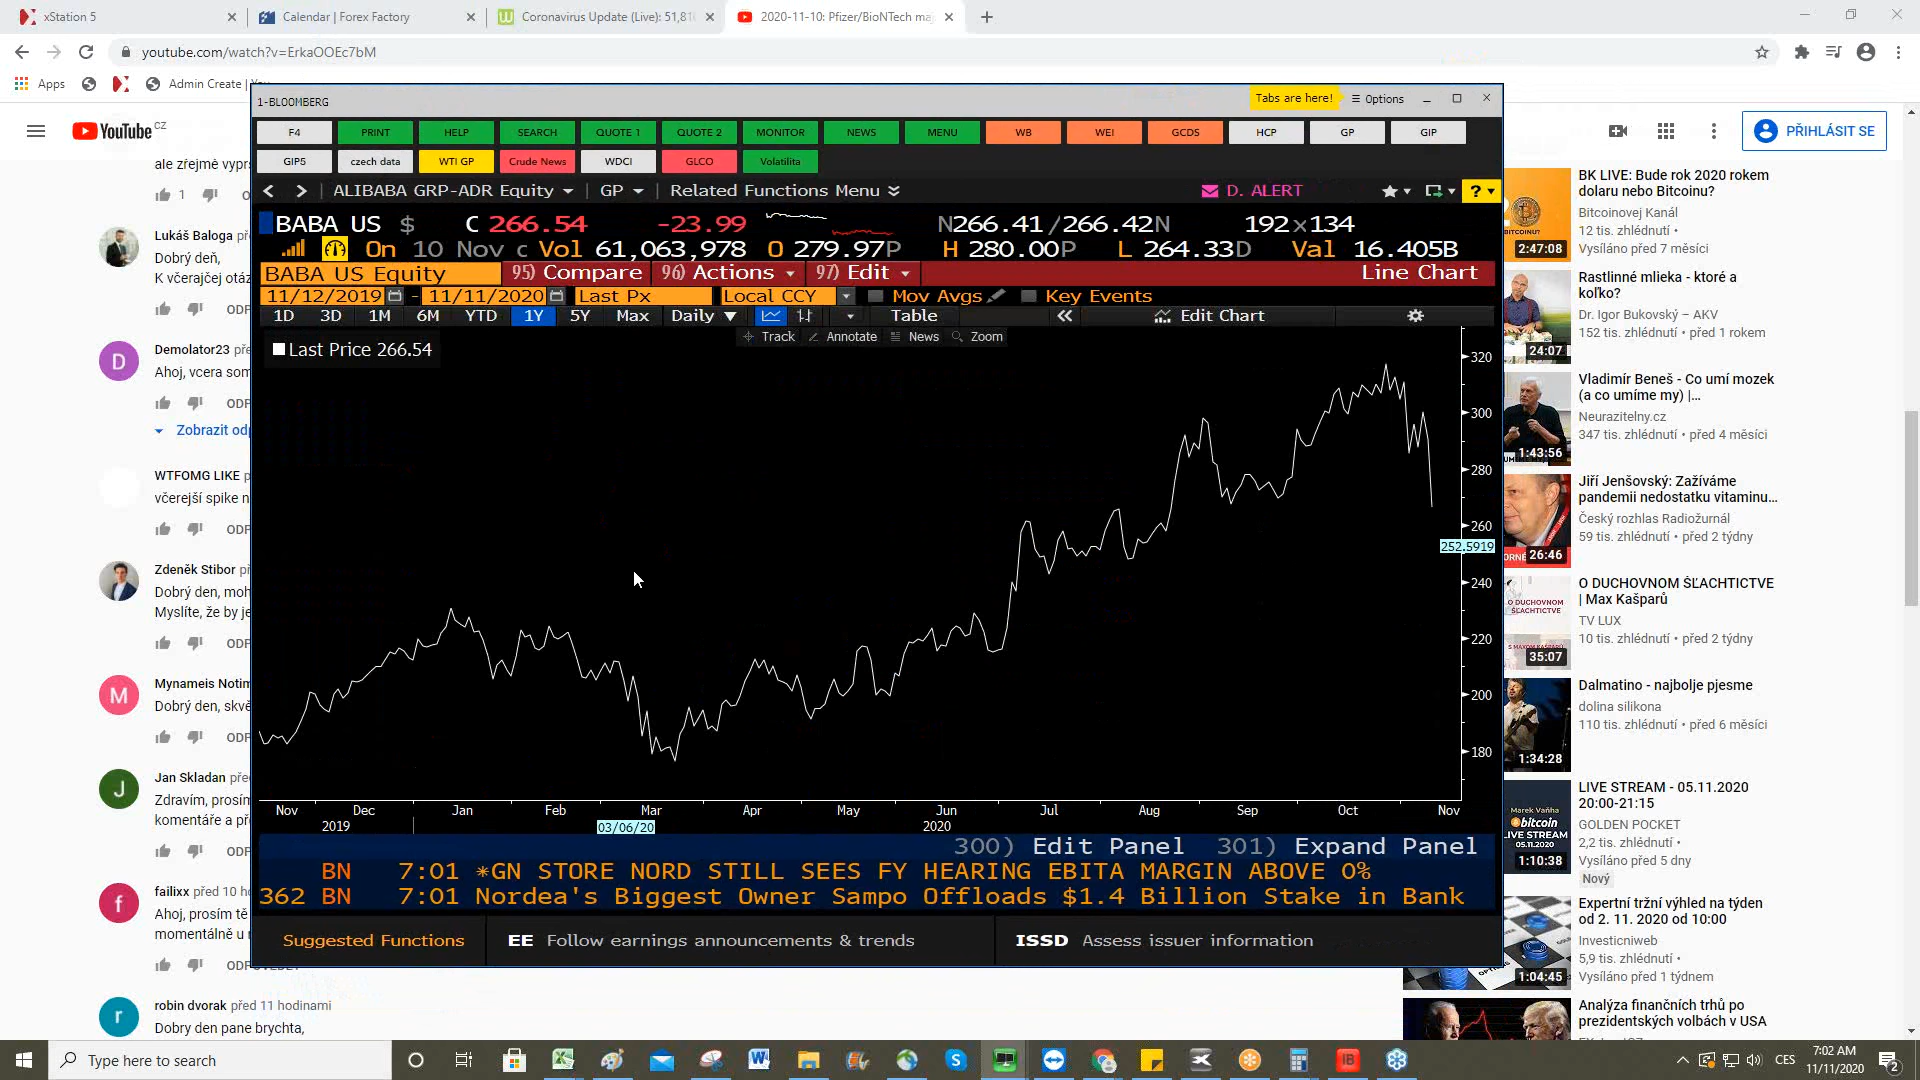 xStation 5
Calendar | Forex Factory
Coronavirus Update (Live): 51,81
2020-11-10: Pfizer/BioNTech ma
youtube.com/watch?v=ErkaOOEc7bM
Apps
Admin Create |
1-BLOOMBERG
Tabs are here!
Options
F4 PRINT HELP SEARCH QUOTE 1 QUOTE 2 MONITOR NEWS MENU WB WEI GCDS HCP GP GIP
GIP5 czech data WTI GP Crude News WDCI GLCO Volatilita
ALIBABA GRP-ADR Equity GP Related Functions Menu D. ALERT ?
BABA US $ C 266.54 -23.99 N266.41/266.42N 192x134
On 10 Nov c Vol 61,063,978 O 279.97P H 280.00P L 264.33D Val 16.405B
BABA US Equity 95) Compare 96) Actions 97) Edit Line Chart
11/12/2019 - 11/11/2020 Last Px Local CCY Mov Avgs Key Events
1D 3D 1M 6M YTD 1Y 5Y Max Daily Table Edit Chart
Track Annotate News Zoom
Last Price 266.54
320
300
280
260
252.5919
240
220
200
180
Nov Dec Jan Feb Mar Apr May Jun Jul Aug Sep Oct Nov
2019 03/06/20 2020
300) Edit Panel 301) Expand Panel
BN 7:01 *GN STORE NORD STILL SEES FY HEARING EBITA MARGIN ABOVE 0%
362 BN 7:01 Nordea's Biggest Owner Sampo Offloads $1.4 Billion Stake in Bank
Suggested Functions EE Follow earnings announcements & trends ISSD Assess issuer information
YouTube CZ
PŘIHLÁSIT SE
ale zřejmě vyprš
1
Lukáš Baloga
Dobrý deň,
K včerajčej otáz
D
Demolator23
Ahoj, vcera som
Zobrazit odp
WTFOMG LIKE
včerejší spike n
Zdeněk Stibor
Dobrý den, moh
Myslíte, že by je
M
Mynameis Notim
Dobrý den, skvě
J
Jan Skladan
Zdravím, prosím
komentáře a př
f
failixx před 10 h
Ahoj, prosím tě
momentálně u
r
robin dvorak před 11 hodinami
Dobry den pane brychta,
BK LIVE: Bude rok 2020 rokem
dolaru nebo Bitcoinu?
Bitcoinovej Kanál
12 tis. zhlédnutí •
Vysíláno před 7 měsíci
2:47:08
Rastlinné mlieka - ktoré a
koľko?
Dr. Igor Bukovský – AKV
152 tis. zhlédnutí • před 1 rokem
24:07
Vladimír Beneš - Co umí mozek
(a co umíme my) |...
Neurazitelny.cz
347 tis. zhlédnutí • před 4 měsíci
1:43:56
Jiří Jenšovský: Zažíváme
pandemii nedostatku vitaminu...
Český rozhlas Radiožurnál
59 tis. zhlédnutí • před 2 týdny
26:46
O DUCHOVNOM ŠĽACHTICTVE
| Max Kašparů
TV LUX
10 tis. zhlédnutí • před 2 týdny
35:07
Dalmatino - najbolje pjesme
dolina silikona
110 tis. zhlédnutí • před 6 měsíci
1:34:28
LIVE STREAM - 05.11.2020
20:00-21:15
GOLDEN POCKET
2,2 tis. zhlédnutí •
Vysíláno před 5 dny
Nový
Marek Vaňha
bitcoin
LIVE STREAM
05.11.2020
1:10:38
Expertní tržní výhled na týden
od 2. 11. 2020 od 10:00
Investicniweb
5,9 tis. zhlédnutí •
Vysíláno před 1 týdnem
1:04:45
Analýza finančních trhů po
prezidentských volbách v USA
Type here to search
CES
7:02 AM
11/11/2020
2